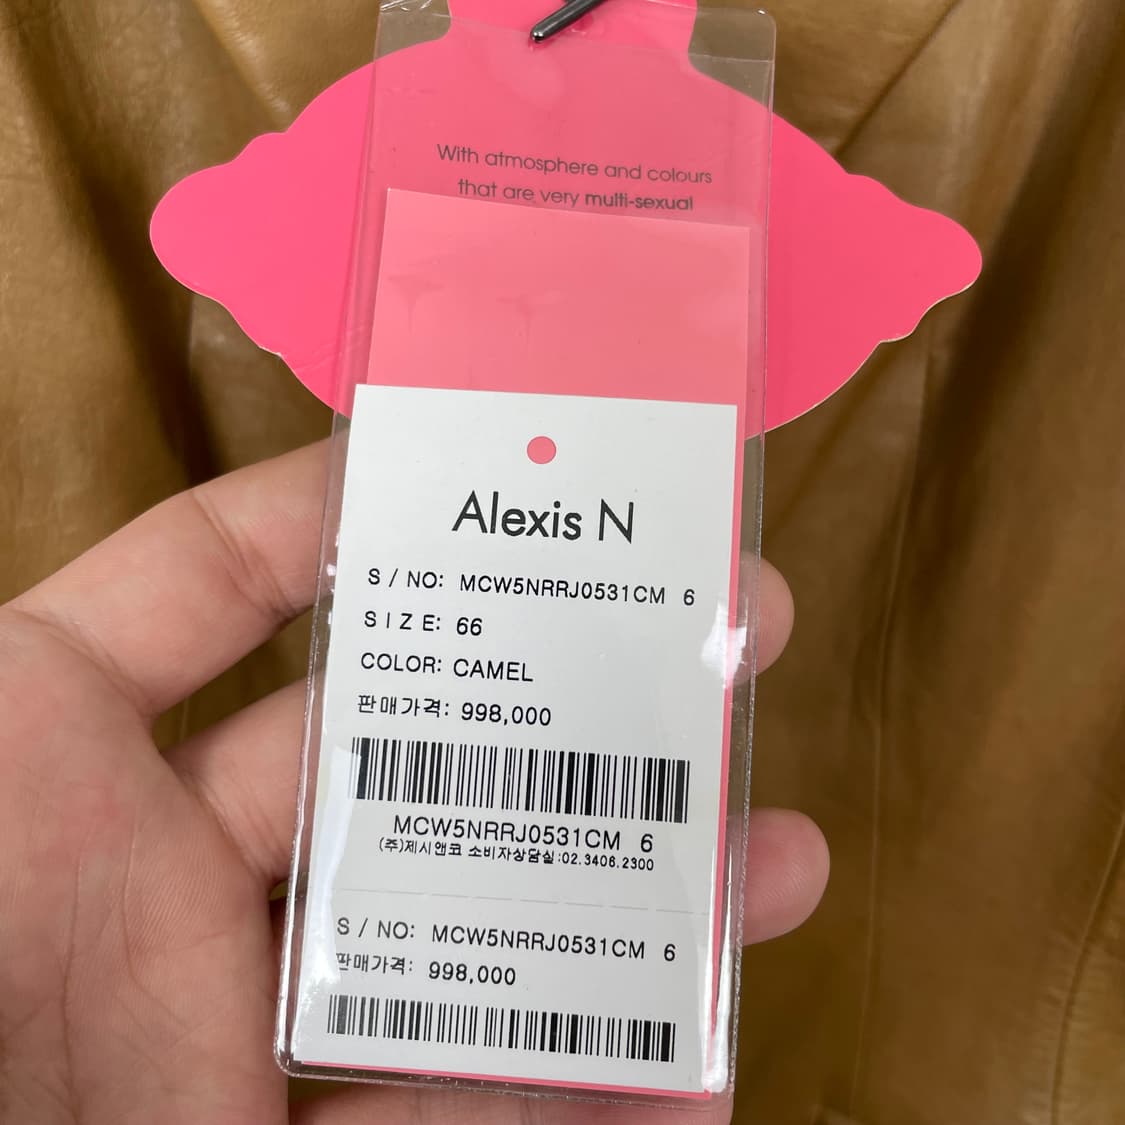 With atmosphere and colours
that are very multi-sexual
Alexis N
S / NO: MCW5NRRJ0531CM 6
SIZE: 66
COLOR: CAMEL
판매가격: 998,000
MCW5NRRJ0531CM 6
(주)제시앤코 소비자상담실:02.3406.2300
S / NO: MCW5NRRJ0531CM 6
판매가격: 998,000